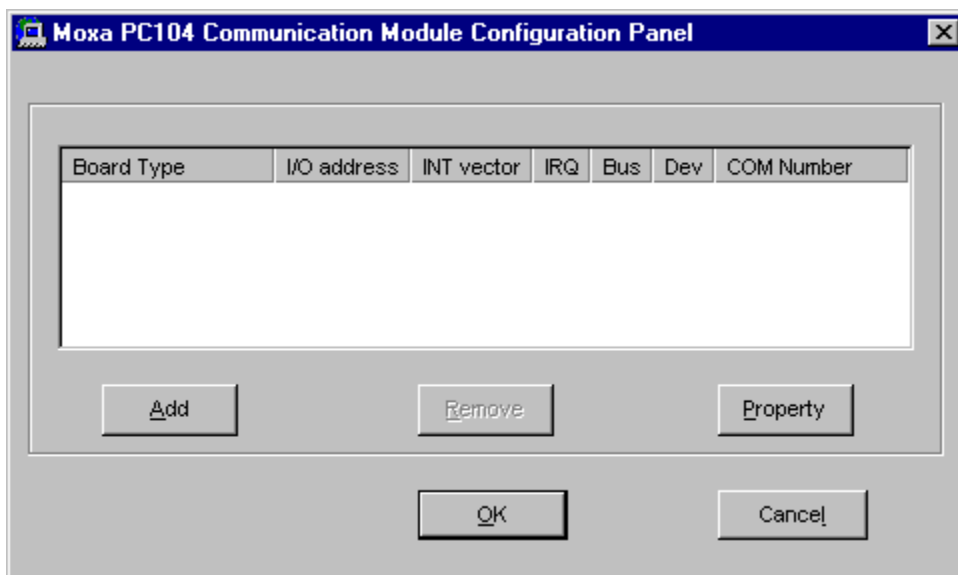 Moxa PC104 Communication Module Configuration Panel
Board Type I/O address INT vector IRQ Bus Dev COM Number
Add Remove Property
OK Cancel